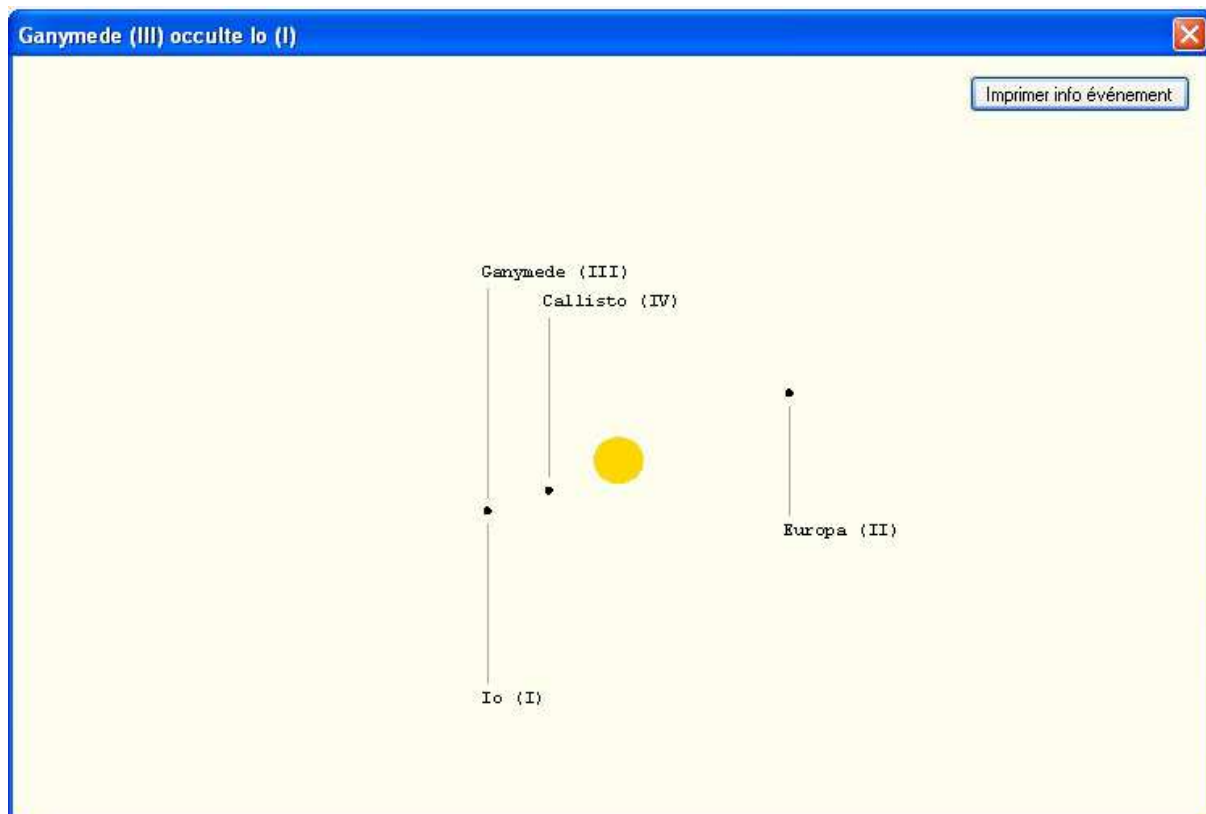 Ganymede (III) occulte Io (I)
Imprimer info événement
Ganymede (III)
Callisto (IV)
Europa (II)
Io (I)